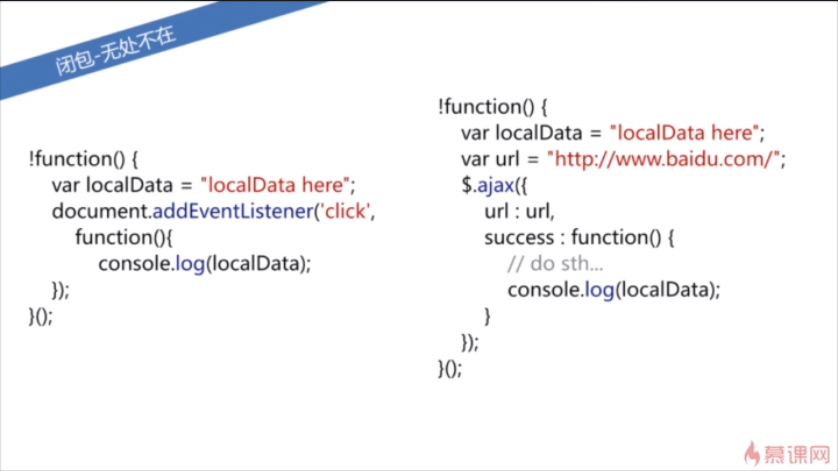 闭包-无处不在
!function() {
var localData = "localData here";
document.addEventListener('click',
function(){
console.log(localData);
});
}();
!function() {
var localData = "localData here";
var url = "http://www.baidu.com/";
$.ajax({
url : url,
success : function() {
// do sth...
console.log(localData);
}
});
}();
慕课网